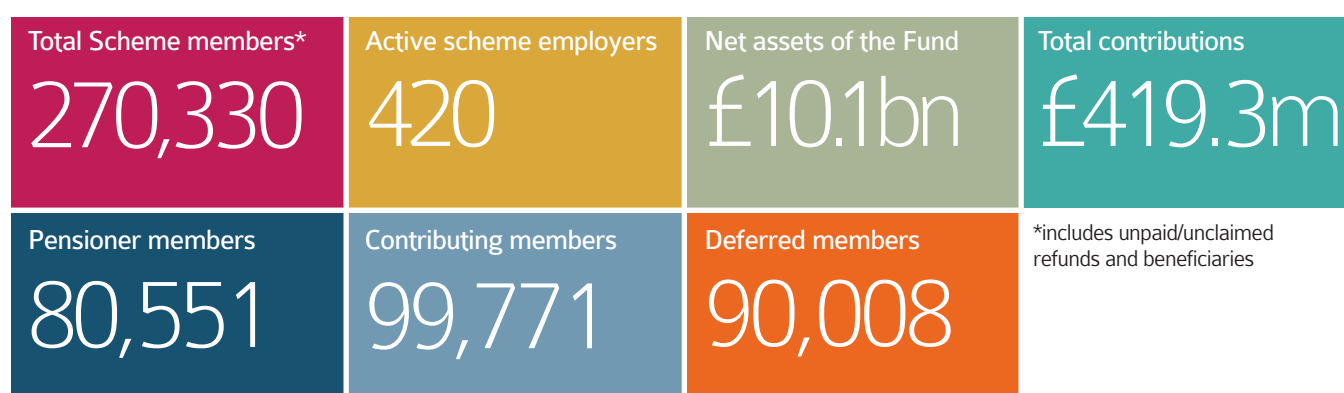 Total Scheme members*
270,330
Active scheme employers
420
Net assets of the Fund
£10.1bn
Total contributions
£419.3m
Pensioner members
80,551
Contributing members
99,771
Deferred members
90,008
*includes unpaid/unclaimed
refunds and beneficiaries